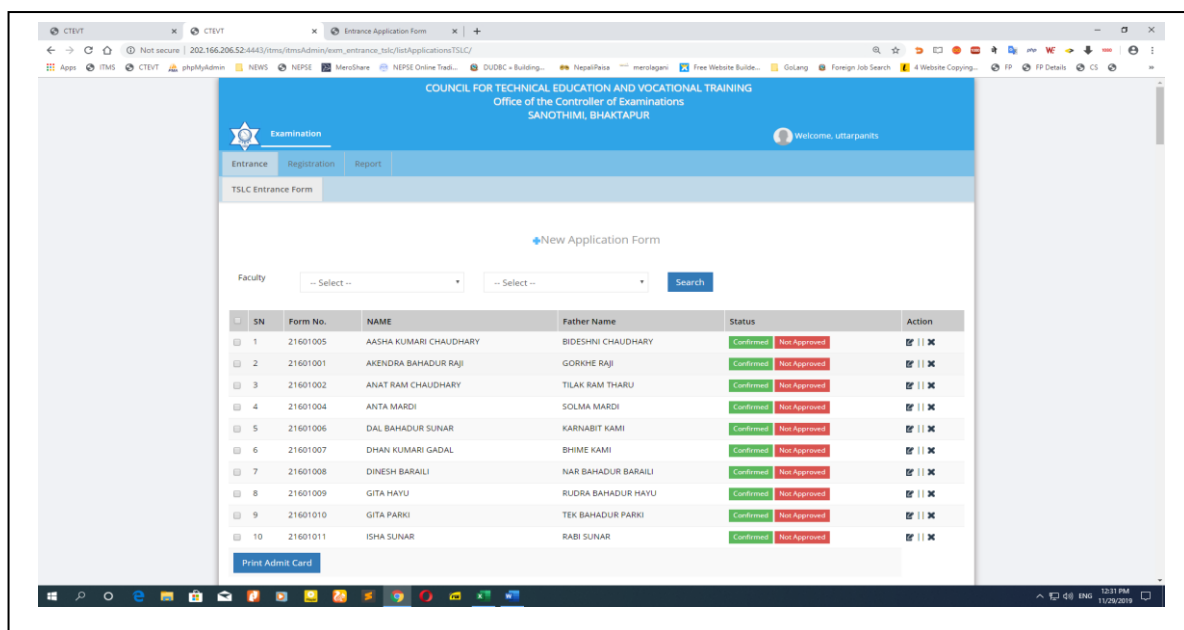 CTEVT × CTEVT × Entrance Application Form × +
Not secure | 202.166.206.52:4443/itms/itmsAdmin/exm_entrance_tslc/listApplicationsTSLC/
Apps ITMS CTEVT phpMyAdmin NEWS NEPSE MeroShare NEPSE Online Tradi... DUDBC » Building... NepaliPaisa merolagani Free Website Builde... GoLang Foreign Job Search 4 Website Copying... FP FP Details CS »
COUNCIL FOR TECHNICAL EDUCATION AND VOCATIONAL TRAINING
Office of the Controller of Examinations
SANOTHIMI, BHAKTAPUR
Examination Welcome, uttarpanits
Entrance Registration Report
TSLC Entrance Form
New Application Form
Faculty -- Select -- -- Select -- Search
SN Form No. NAME Father Name Status Action
1 21601005 AASHA KUMARI CHAUDHARY BIDESHNI CHAUDHARY Confirmed Not Approved ||
2 21601001 AKENDRA BAHADUR RAJI GORKHE RAJI Confirmed Not Approved ||
3 21601002 ANAT RAM CHAUDHARY TILAK RAM THARU Confirmed Not Approved ||
4 21601004 ANTA MARDI SOLMA MARDI Confirmed Not Approved ||
5 21601006 DAL BAHADUR SUNAR KARNABIT KAMI Confirmed Not Approved ||
6 21601007 DHAN KUMARI GADAL BHIME KAMI Confirmed Not Approved ||
7 21601008 DINESH BARAILI NAR BAHADUR BARAILI Confirmed Not Approved ||
8 21601009 GITA HAYU RUDRA BAHADUR HAYU Confirmed Not Approved ||
9 21601010 GITA PARKI TEK BAHADUR PARKI Confirmed Not Approved ||
10 21601011 ISHA SUNAR RABI SUNAR Confirmed Not Approved ||
Print Admit Card
ENG 12:31 PM
11/29/2019